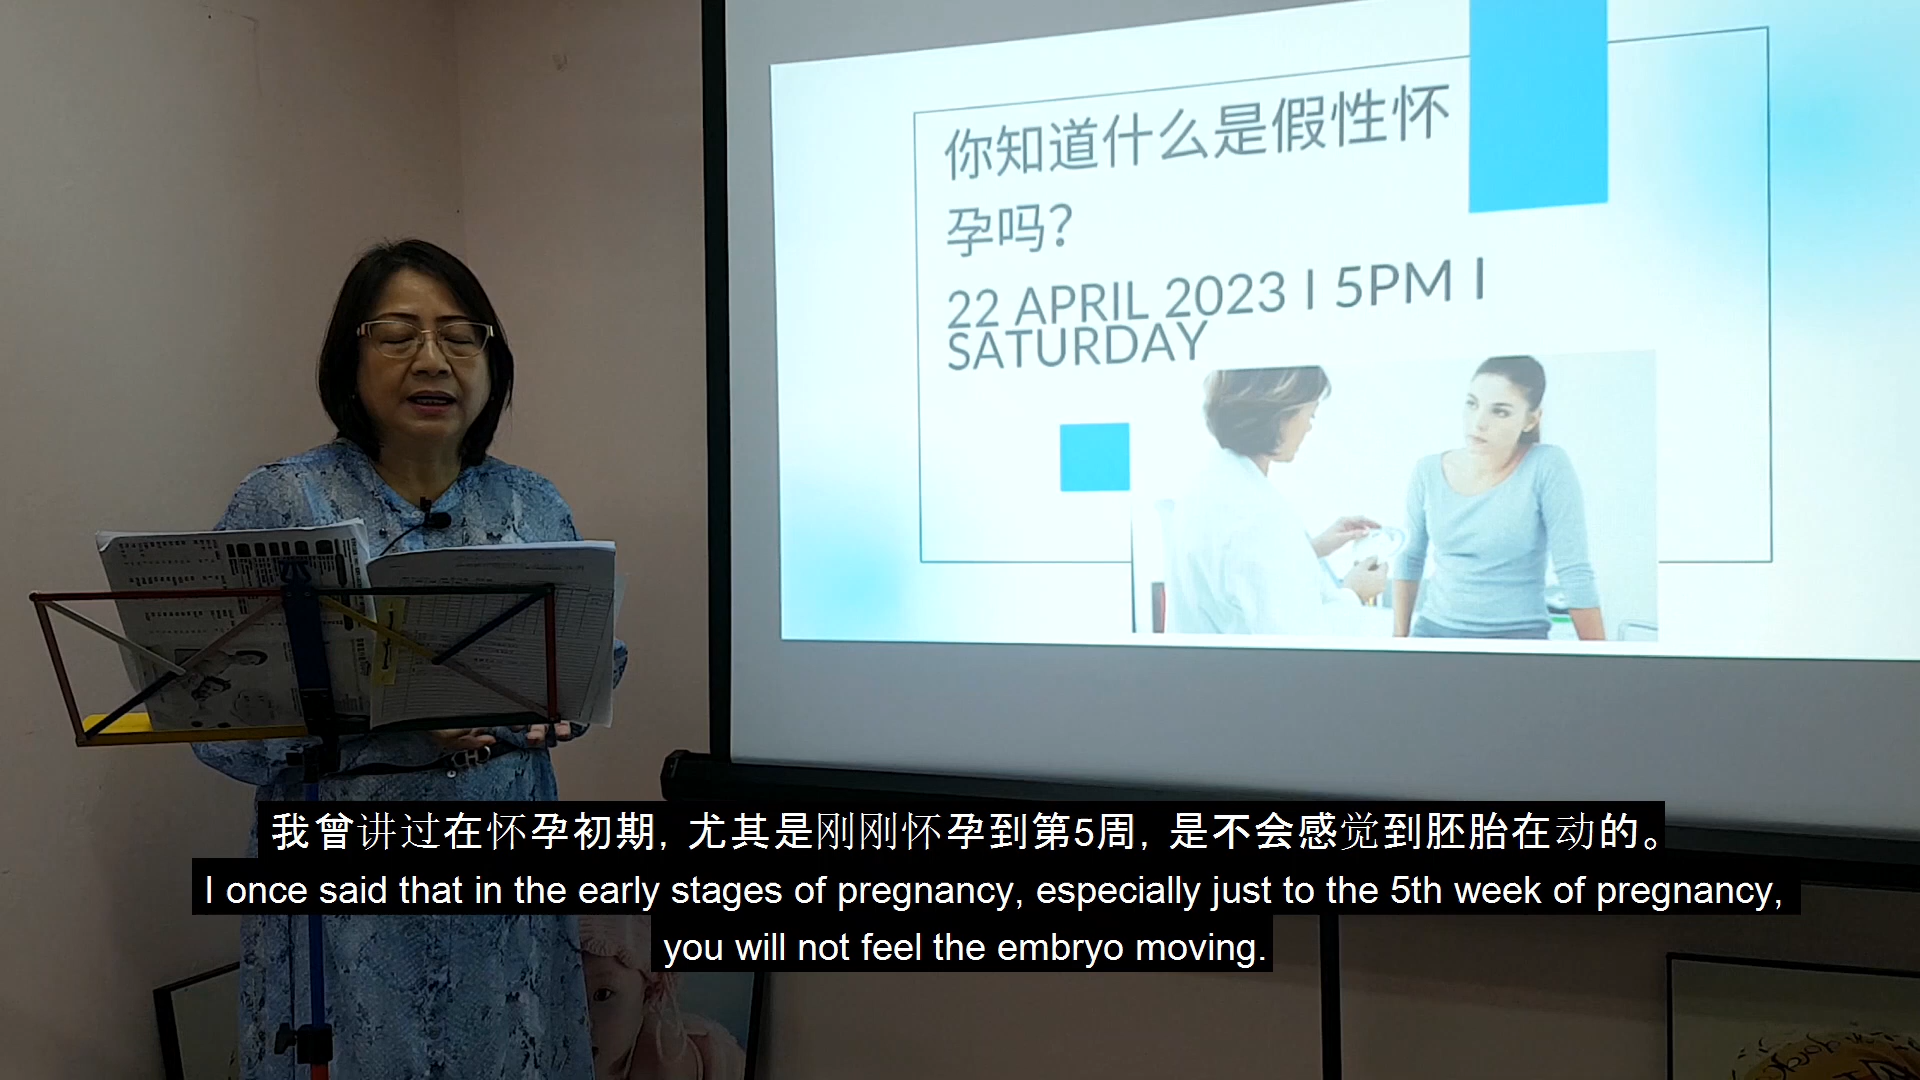 你知道什么是假性怀
孕吗?
22 APRIL 2023 I 5PM I
SATURDAY
我曾讲过在怀孕初期，尤其是刚刚怀孕到第5周，是不会感觉到胚胎在动的。
I once said that in the early stages of pregnancy, especially just to the 5th week of pregnancy,
you will not feel the embryo moving.